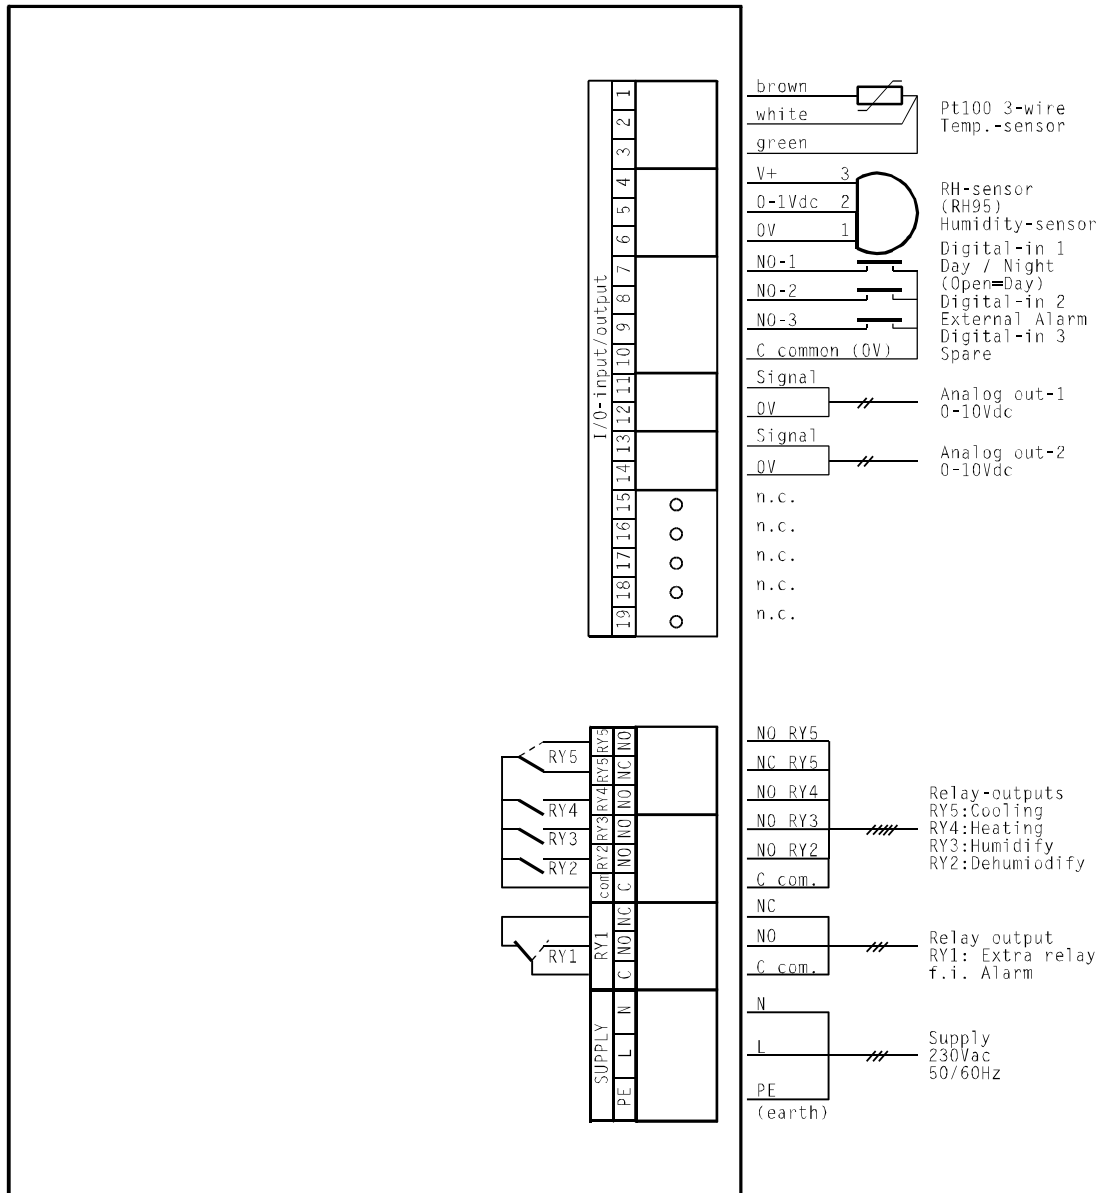 I/O-input/output
1
2
3
4
5
6
7
8
9
10
11
12
13
14
15
16
17
18
19
brown
white
green
Pt100 3-wire
Temp.-sensor
V+ 3
0-1Vdc 2
0V 1
RH-sensor
(RH95)
Humidity-sensor
NO-1
NO-2
NO-3
C common (0V)
Digital-in 1
Day / Night
(Open=Day)
Digital-in 2
External Alarm
Digital-in 3
Spare
Signal
0V
Analog out-1
0-10Vdc
Signal
0V
Analog out-2
0-10Vdc
n.c.
n.c.
n.c.
n.c.
n.c.
RY5
RY4
RY3
RY2
RY5 NO
RY5 NC
RY4 NO
RY3 NO
RY2 NO
com C
NO RY5
NC RY5
NO RY4
NO RY3
NO RY2
C com.
Relay-outputs
RY5:Cooling
RY4:Heating
RY3:Humidify
RY2:Dehumiodify
RY1
RY1
NC
NO
C
NC
NO
C com.
Relay output
RY1: Extra relay
f.i. Alarm
SUPPLY
N
L
PE
N
L
PE
(earth)
Supply
230Vac
50/60Hz